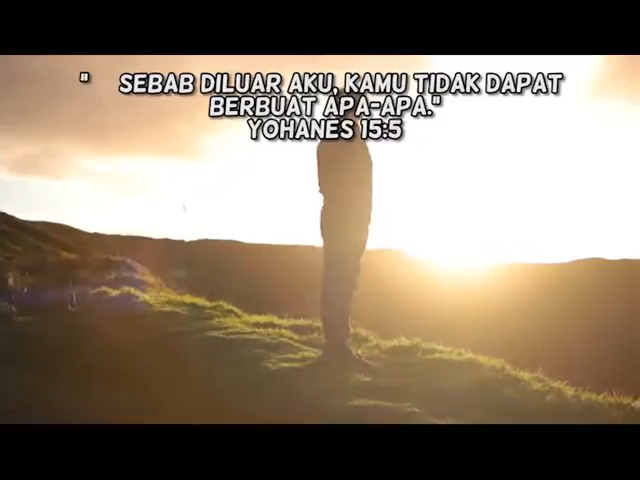 " SEBAB DILUAR AKU, KAMU TIDAK DAPAT
BERBUAT APA-APA."
YOHANES 15:5